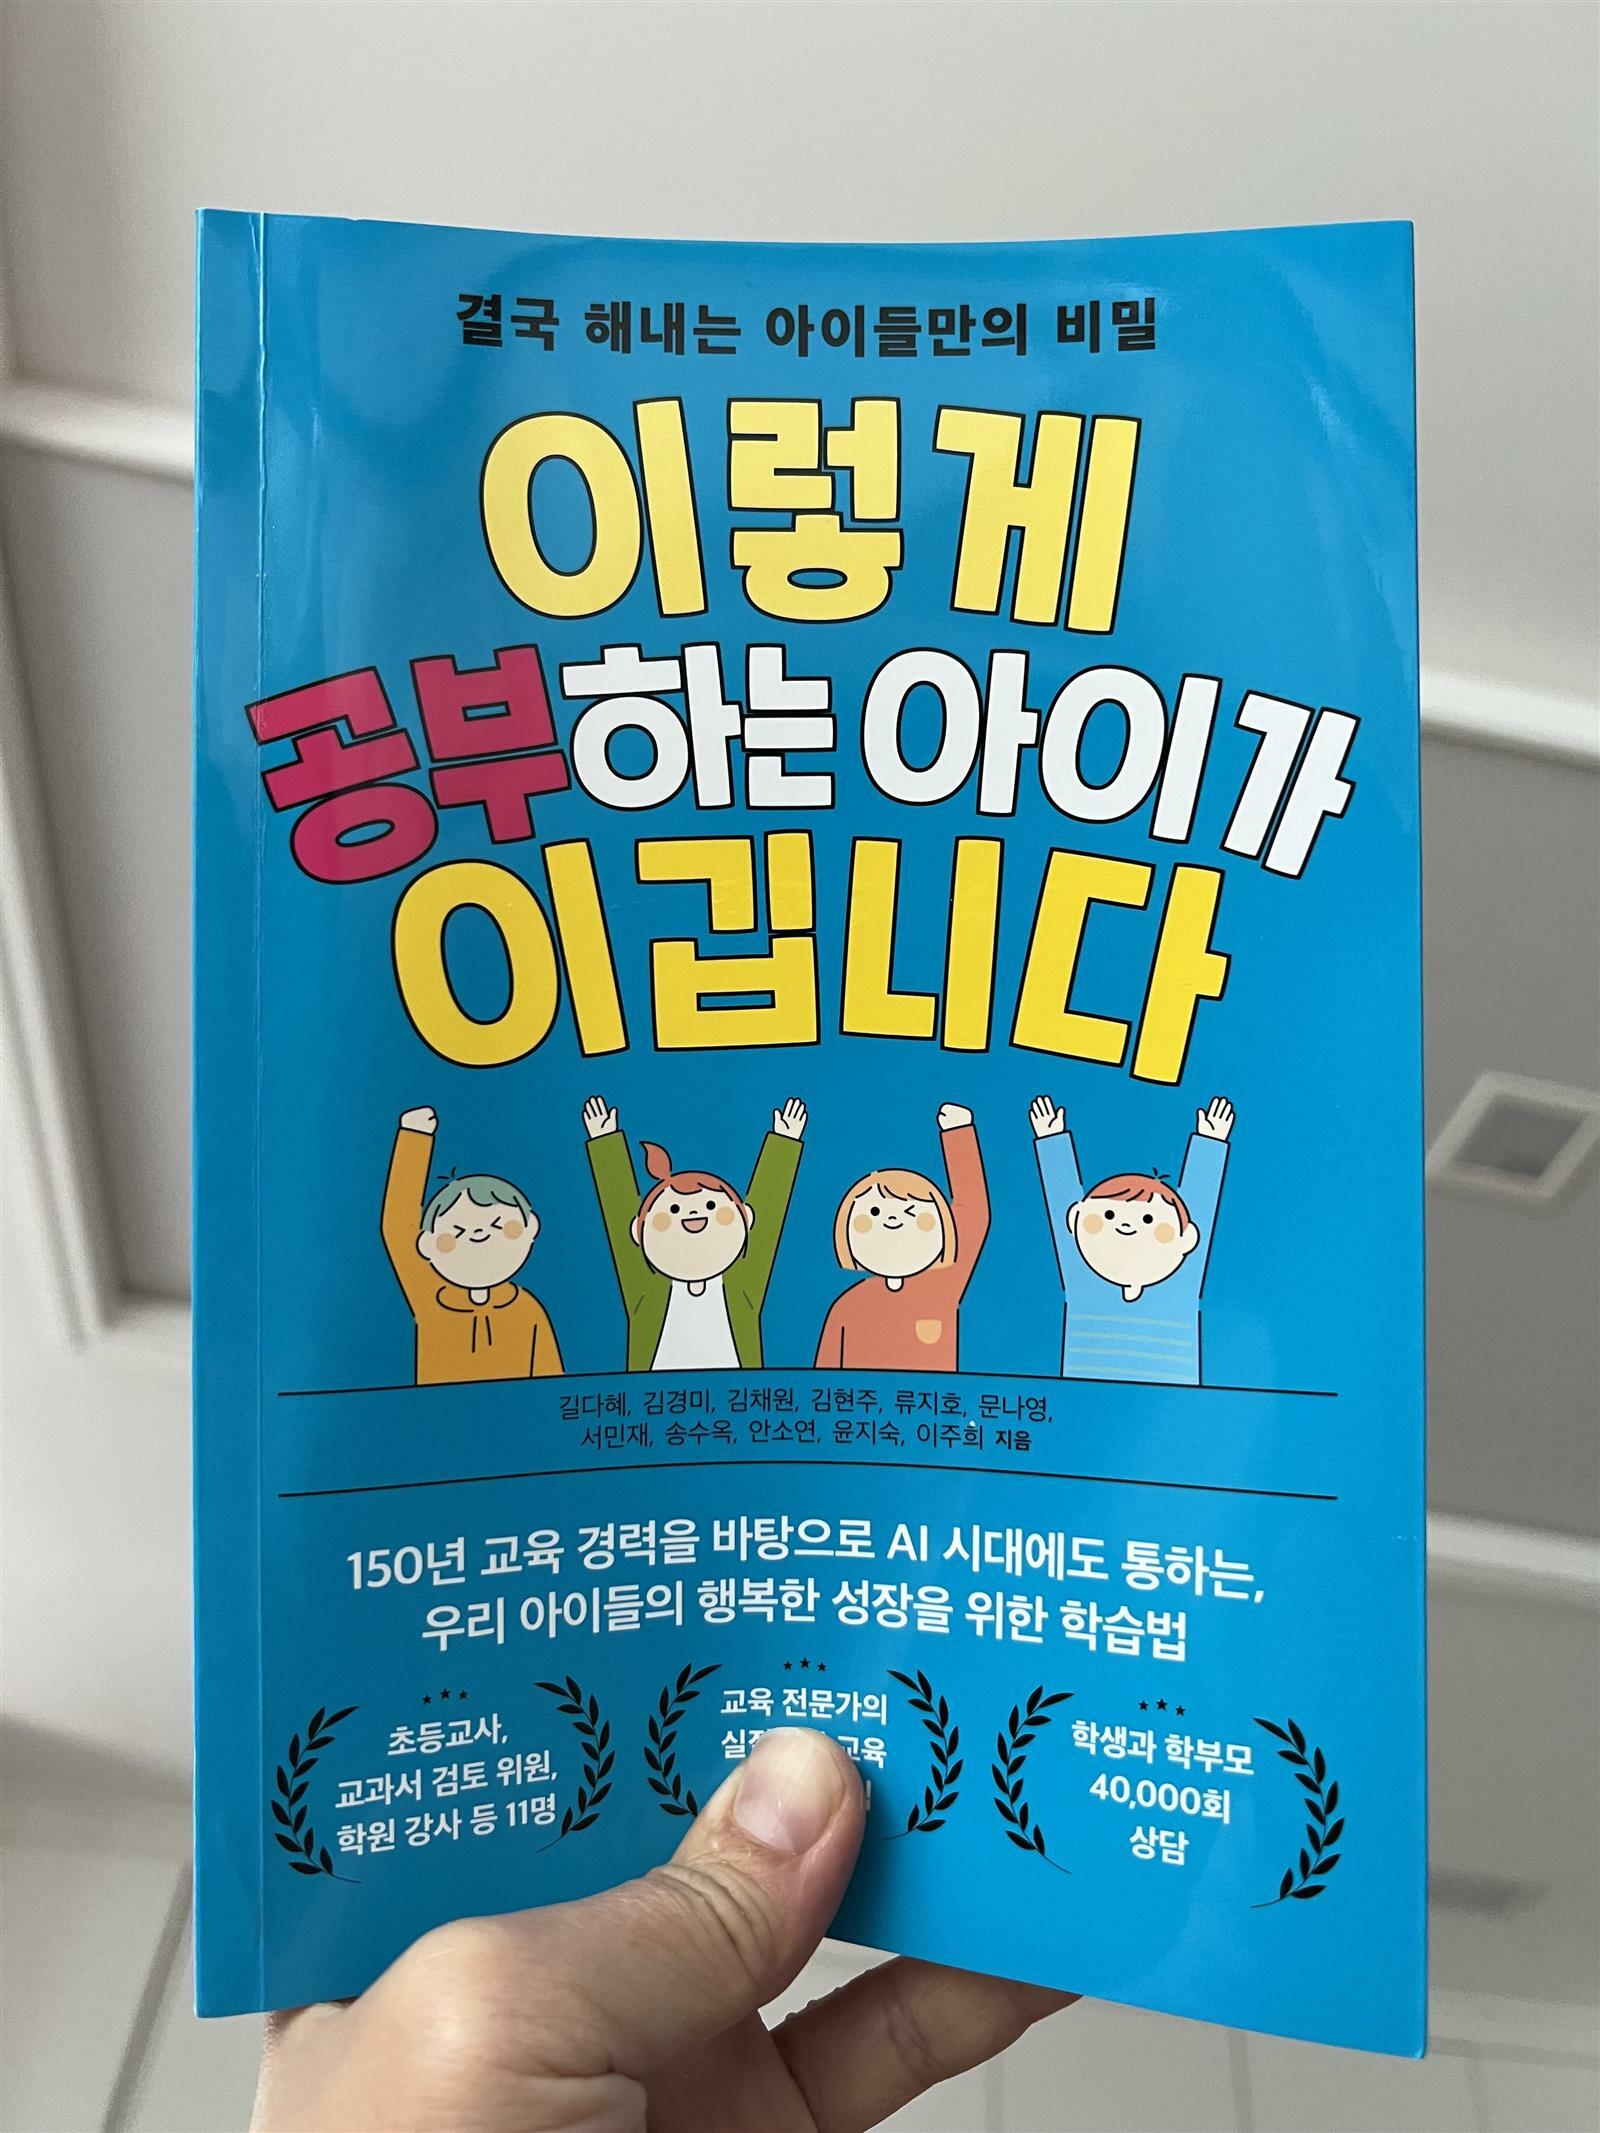 결국 해내는 아이들만의 비밀
이렇게
공부하는 아이가
이깁니다
길다혜, 김경미, 김채원, 김현주, 류지호, 문나영,
서민재, 송수옥, 안소연, 윤지숙, 이주희 지음
150년 교육 경력을 바탕으로 AI 시대에도 통하는,
우리 아이들의 행복한 성장을 위한 학습법
초등교사,
교과서 검토 위원,
학원 강사 등 11명
교육 전문가의
교육
학생과 학부모
40,000회
상담